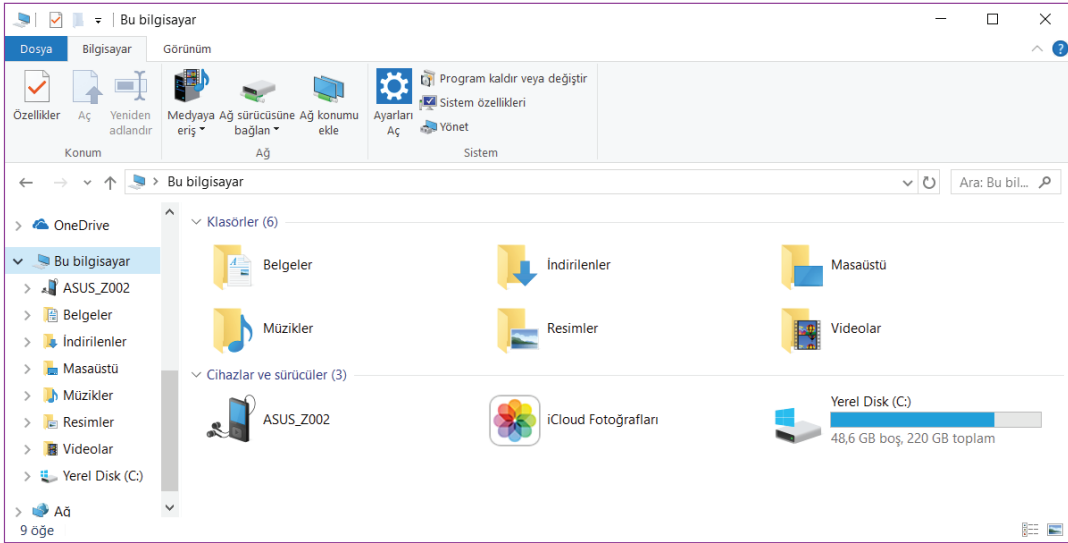 Bu bilgisayar
Dosya Bilgisayar Görünüm
Özellikler Aç Yeniden adlandır Medyaya eriş Ağ sürücüsüne bağlan Ağ konumu ekle Ayarları Aç
Program kaldır veya değiştir
Sistem özellikleri
Yönet
Konum Ağ Sistem
Bu bilgisayar Ara: Bu bil...
OneDrive
Bu bilgisayar
ASUS_Z002
Belgeler
İndirilenler
Masaüstü
Müzikler
Resimler
Videolar
Yerel Disk (C:)
Ağ
Klasörler (6)
Belgeler İndirilenler Masaüstü
Müzikler Resimler Videolar
Cihazlar ve sürücüler (3)
ASUS_Z002 iCloud Fotoğrafları Yerel Disk (C:)
48,6 GB boş, 220 GB toplam
9 öğe